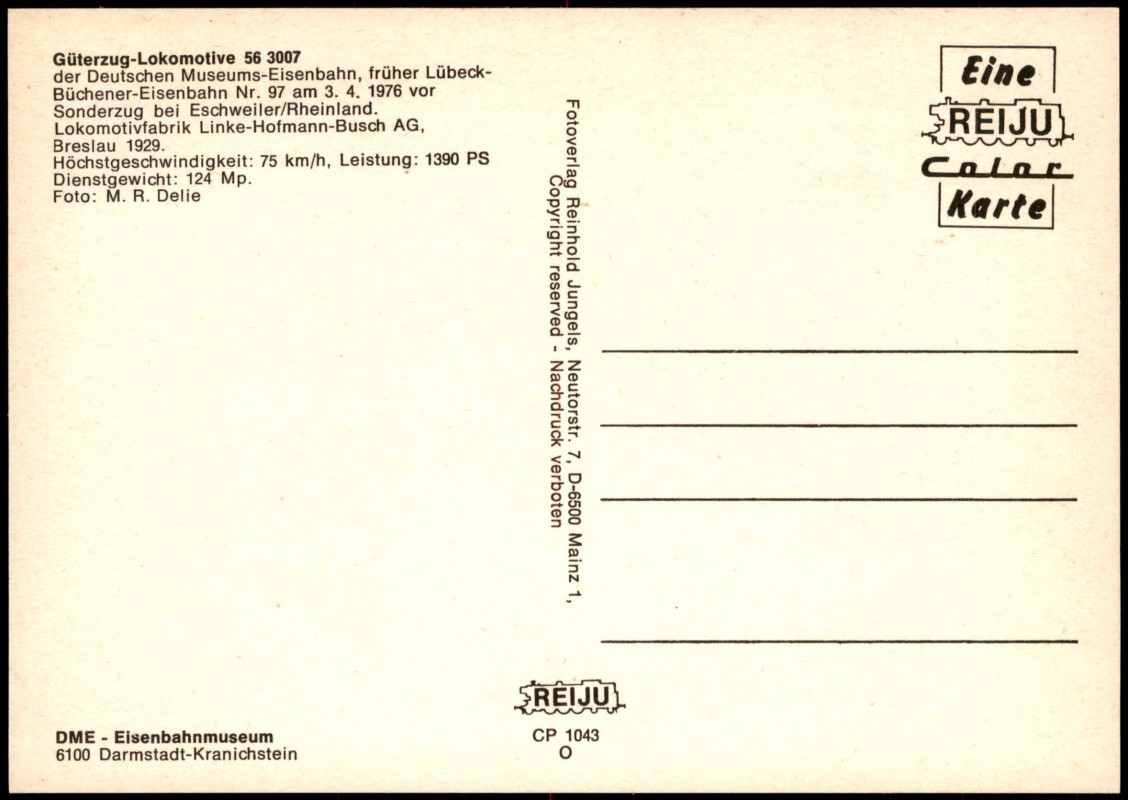 Güterzug-Lokomotive 56 3007
der Deutschen Museums-Eisenbahn, früher Lübeck-
Büchener-Eisenbahn Nr. 97 am 3. 4. 1976 vor
Sonderzug bei Eschweiler/Rheinland.
Lokomotivfabrik Linke-Hofmann-Busch AG,
Breslau 1929.
Höchstgeschwindigkeit: 75 km/h, Leistung: 1390 PS
Dienstgewicht: 124 Mp.
Foto: M. R. Delie
DME - Eisenbahnmuseum
6100 Darmstadt-Kranichstein
Fotoverlag Reinhold Jungels, Neutorstr. 7, D-6500 Mainz 1,
Copyright reserved - Nachdruck verboten
REIJU
CP 1043
O
Eine
REIJU
Color
Karte